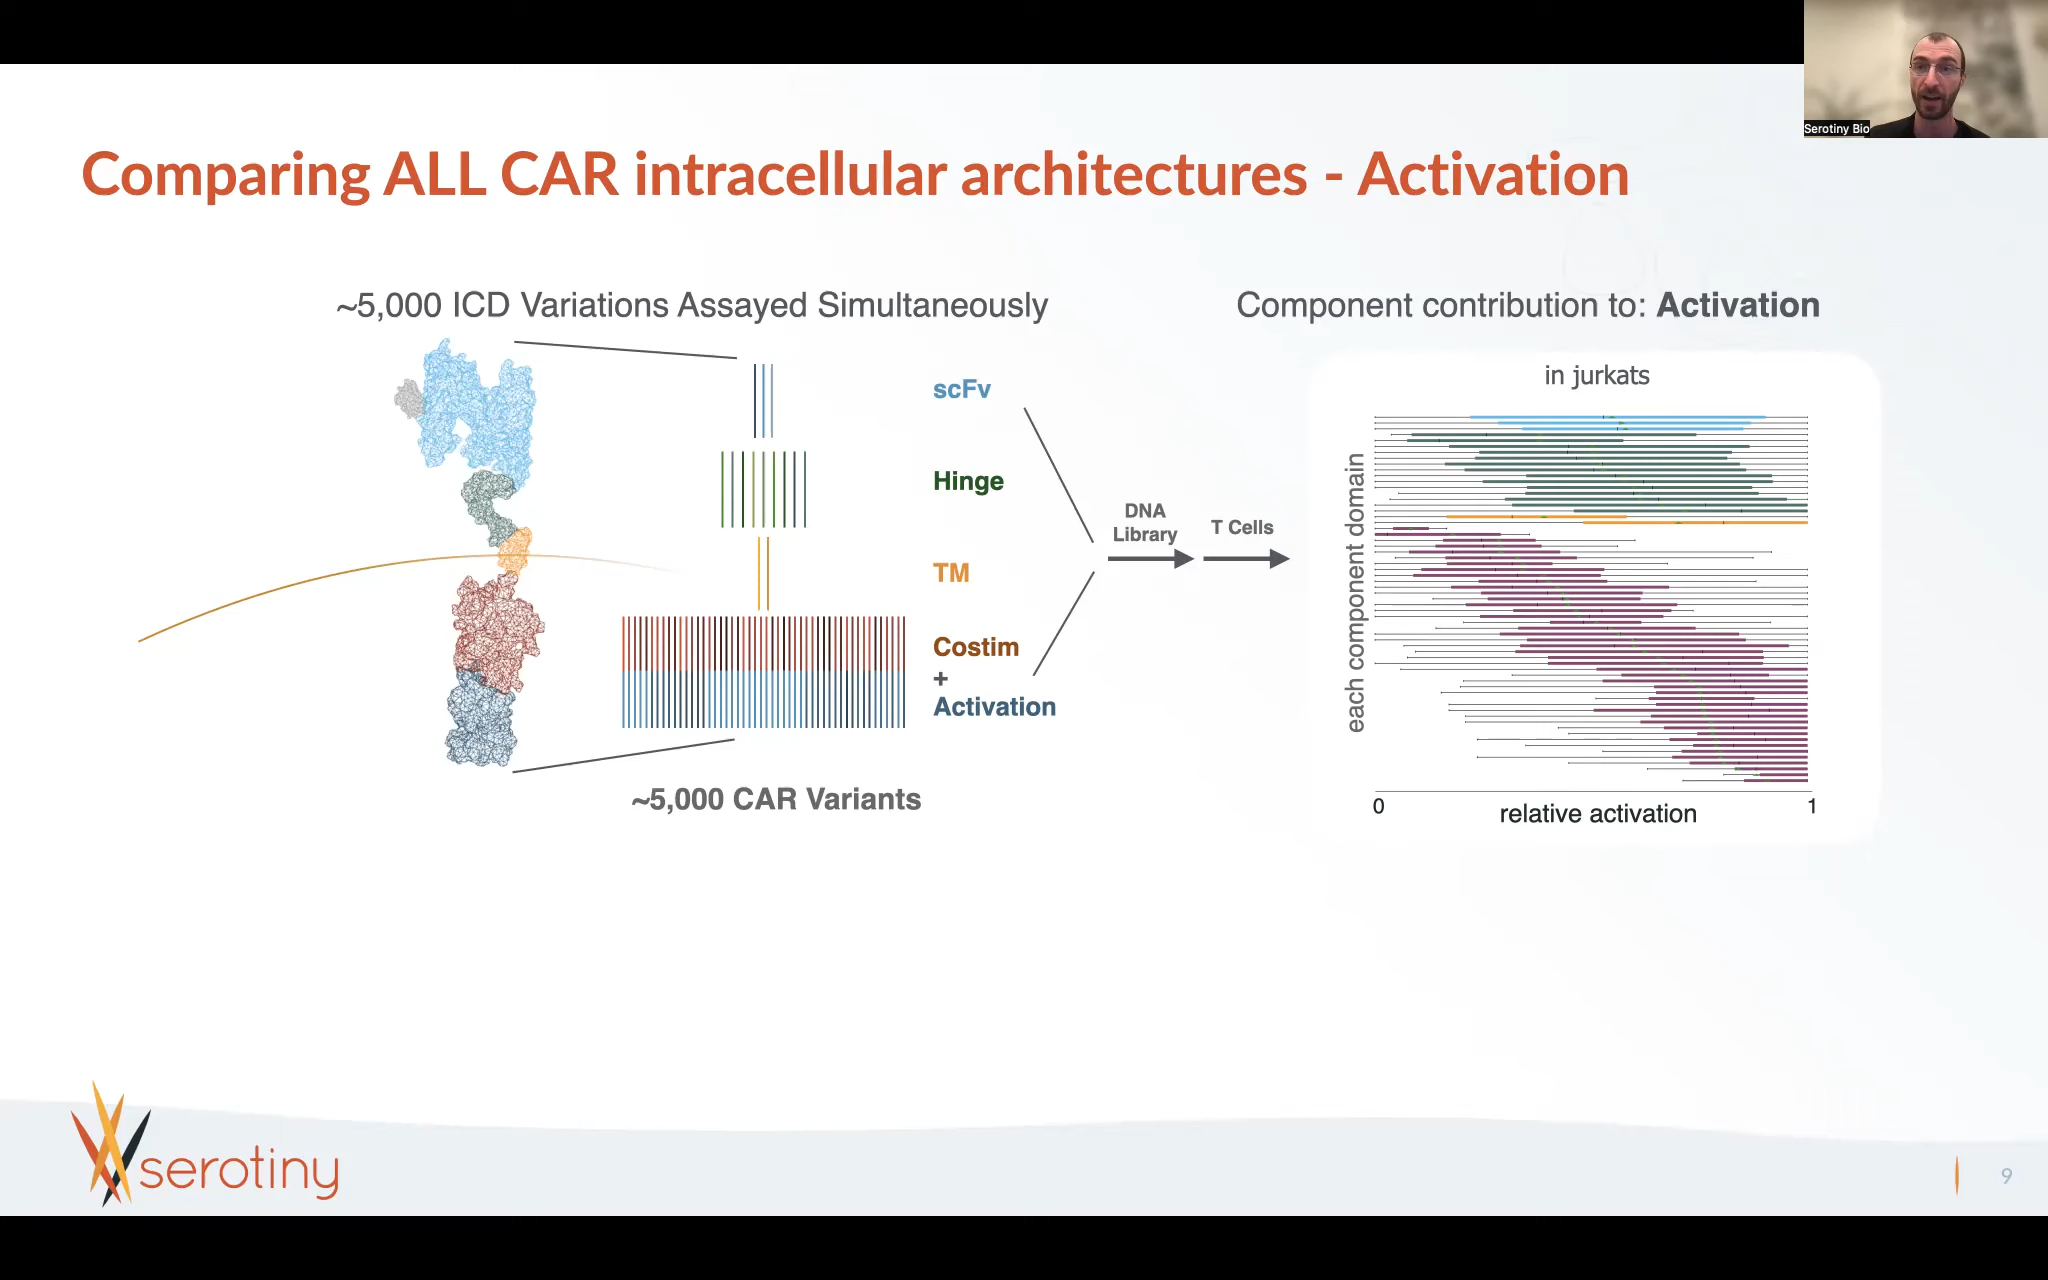 Serotiny Bio
Comparing ALL CAR intracellular architectures - Activation
~5,000 ICD Variations Assayed Simultaneously
scFv
Hinge
TM
Costim
+
Activation
~5,000 CAR Variants
DNA
Library
T Cells
Component contribution to: Activation
in jurkats
each component domain
0
1
relative activation
serotiny
9